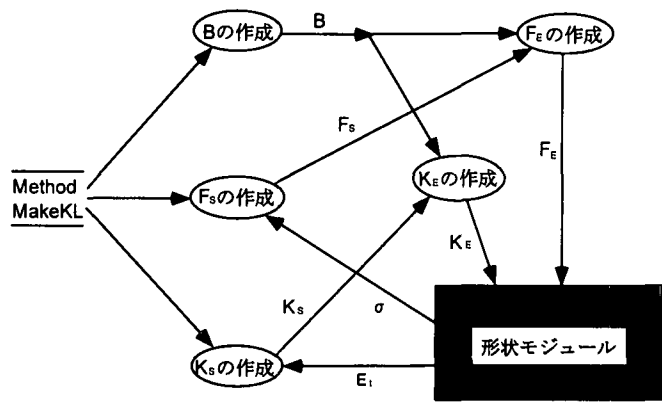 Bの作成
B
FEの作成
Fs
FE
Method
MakeKL
Fsの作成
KEの作成
KE
Ks
σ
形状モジュール
Ksの作成
Et